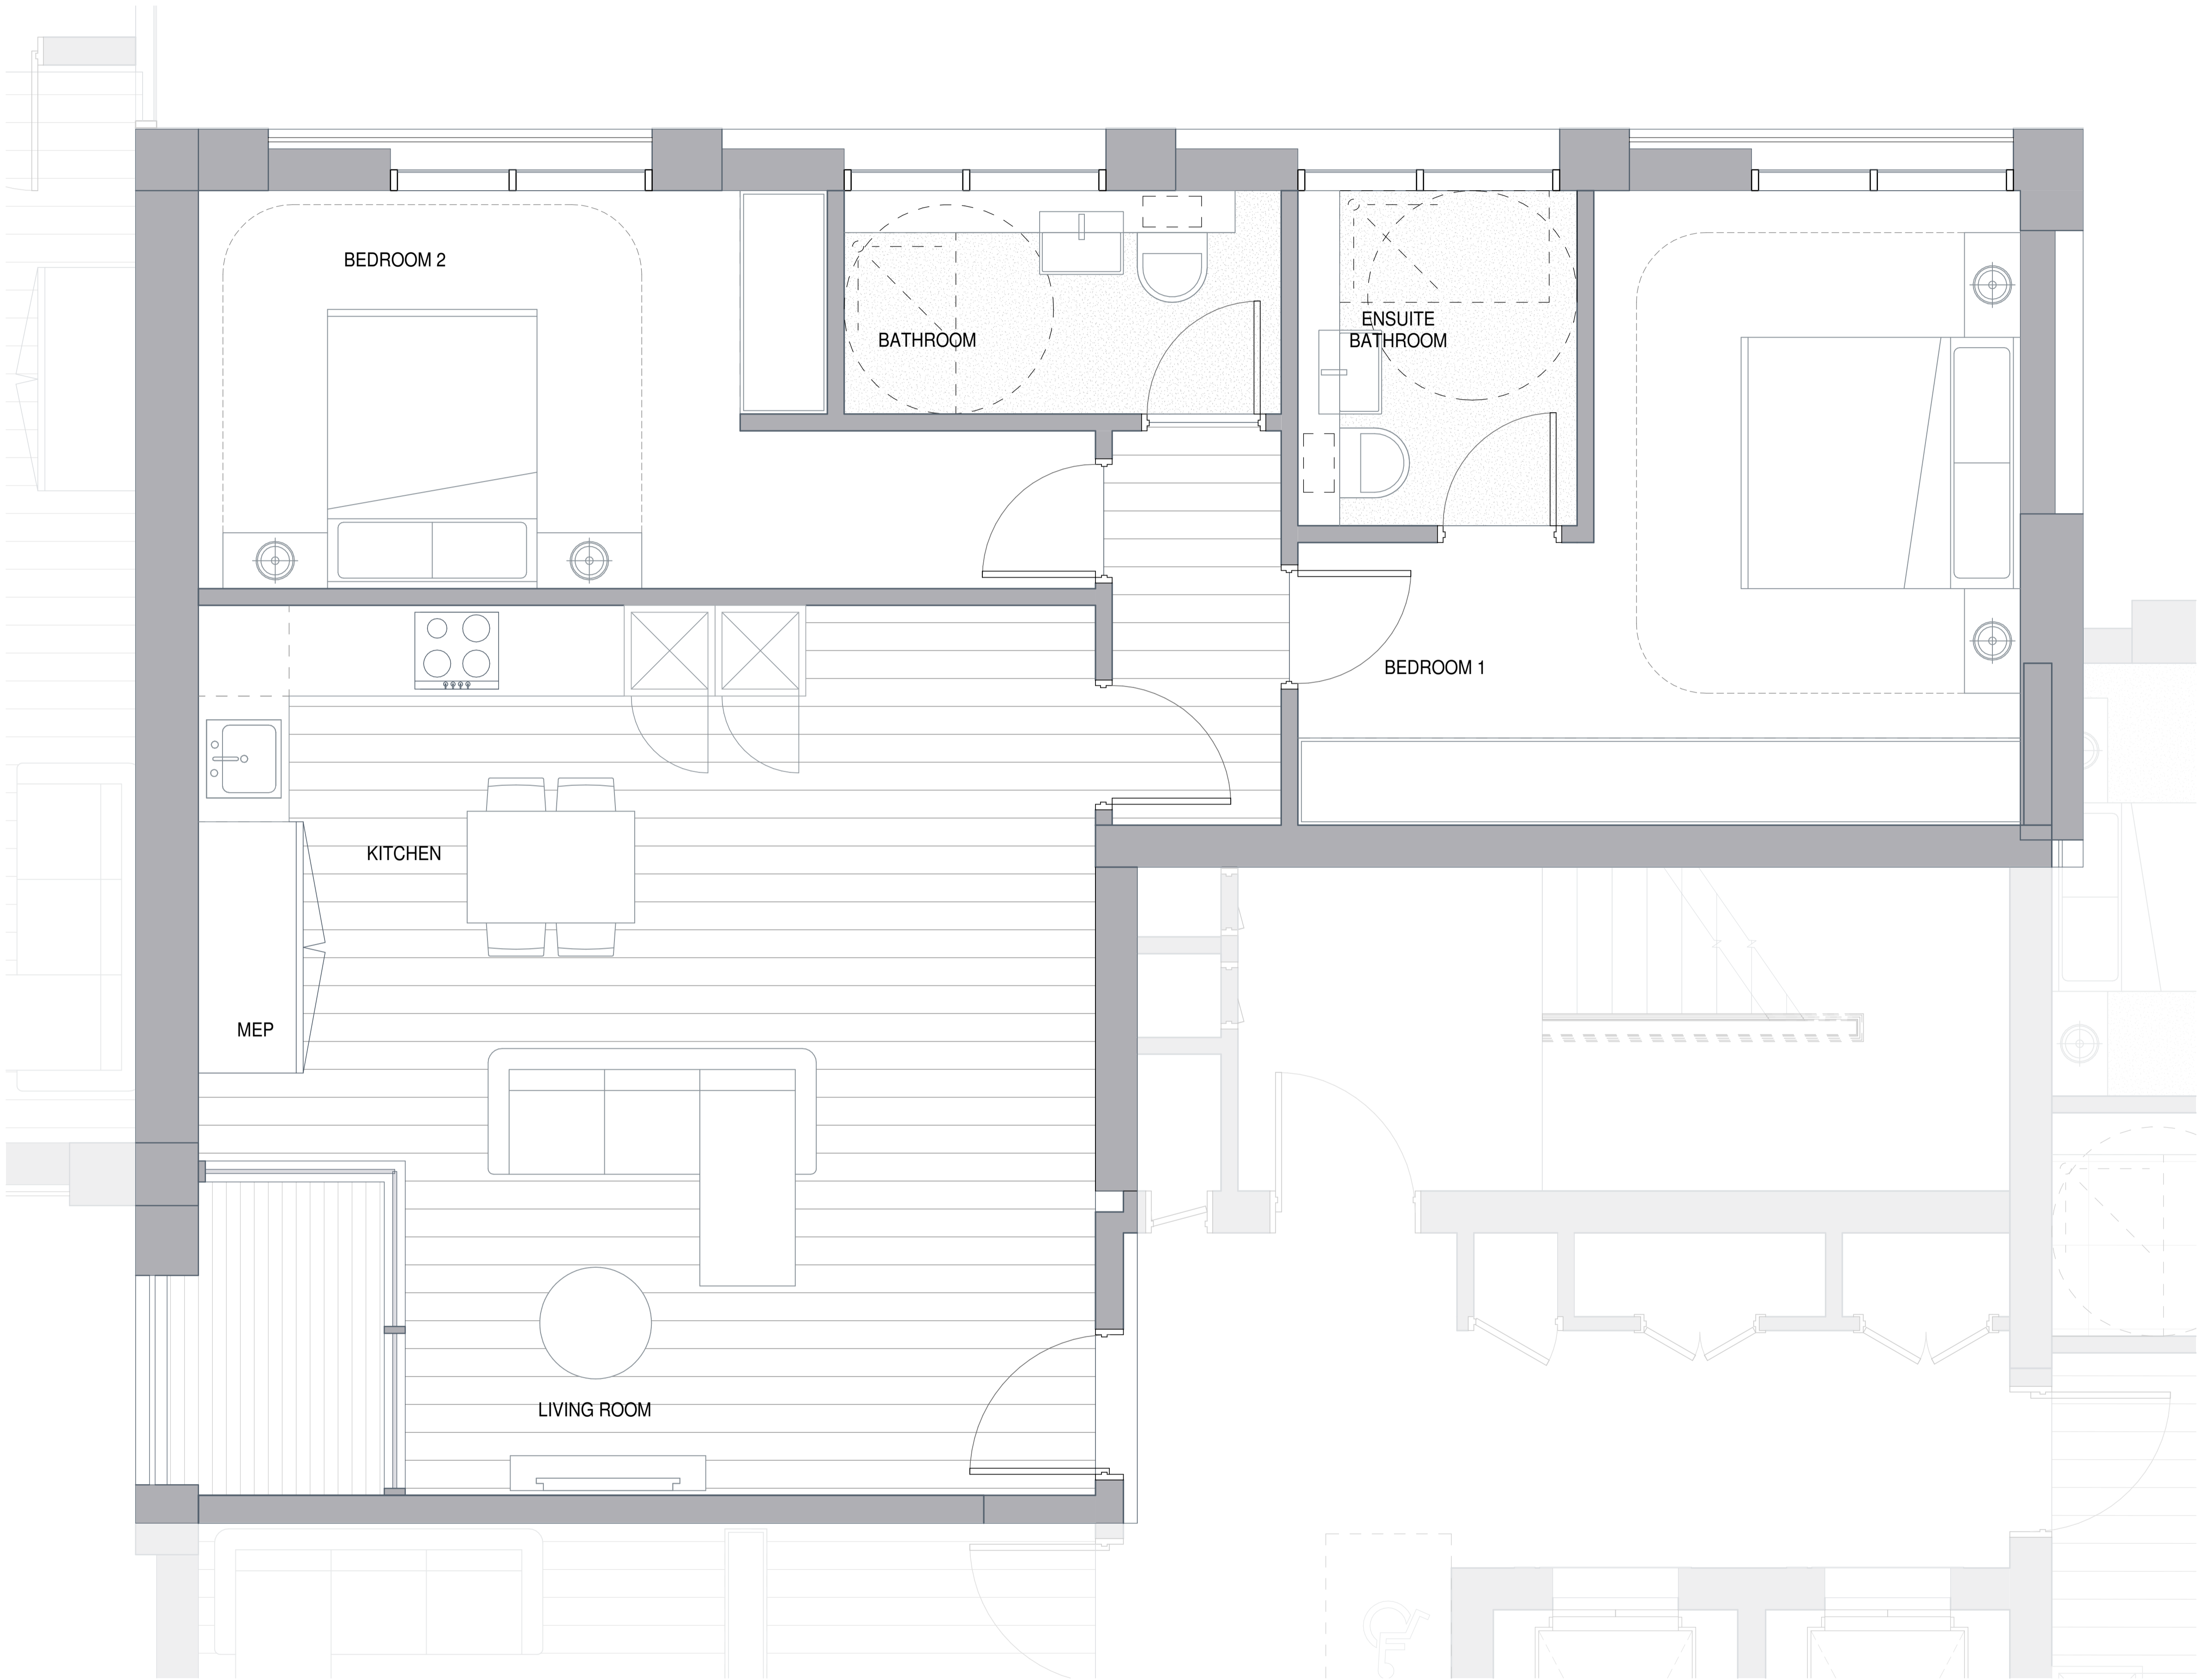 BEDROOM 2
BATHROOM
ENSUITE
BATHROOM
BEDROOM 1
KITCHEN
MEP
LIVING ROOM